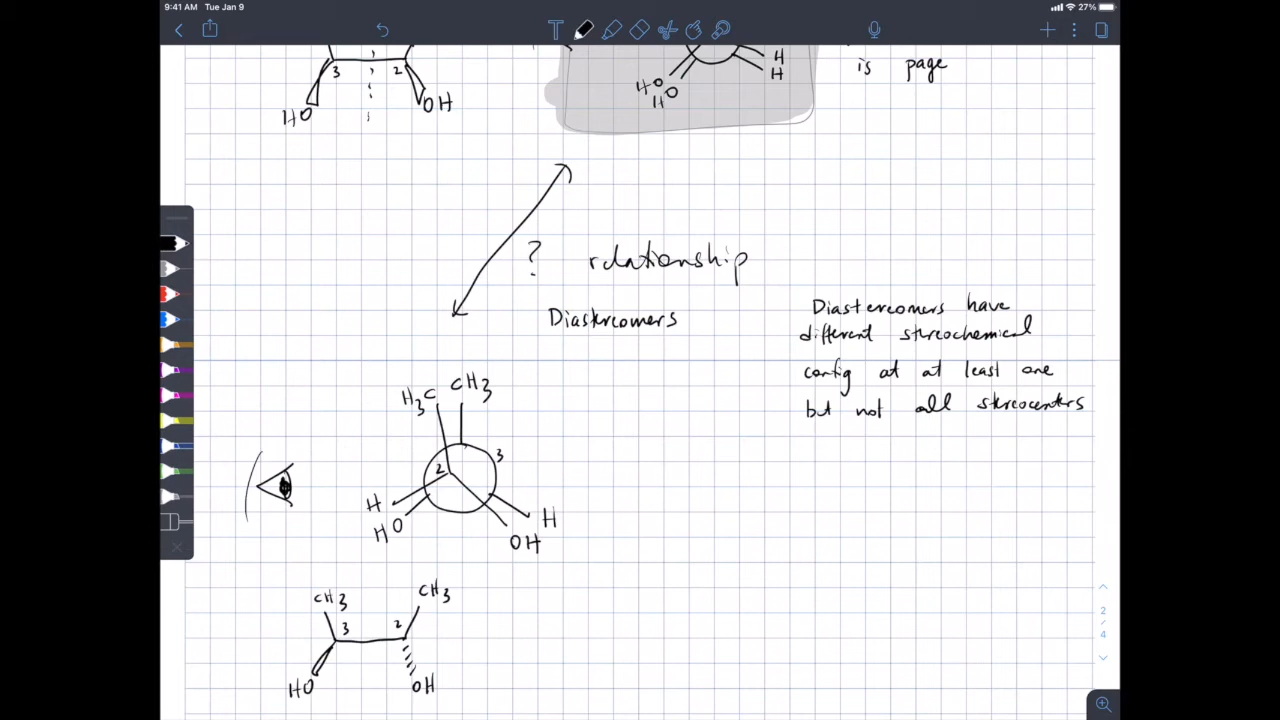 9:41 AM Tue Jan 9
27%
3 2
HO
OH
HO
HO
H
H
is page
?
relationship
Diastereomers
Diastereomers have
different stereochemical
config at at least one
but not all stereocenters
H3C CH3
2 3
H
HO
H
OH
CH3 CH3
3 2
HO OH
2
/
4